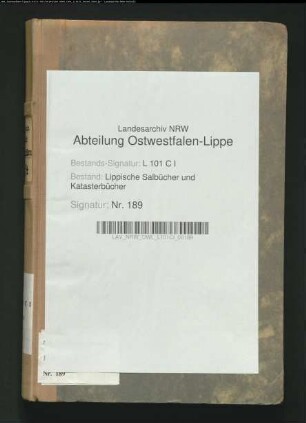 Landesarchiv NRW
Abteilung Ostwestfalen-Lippe
Bestands-Signatur: L 101 C I
Bestand: Lippische Salbücher und
Katasterbücher
Signatur: Nr. 189
Nr. 189